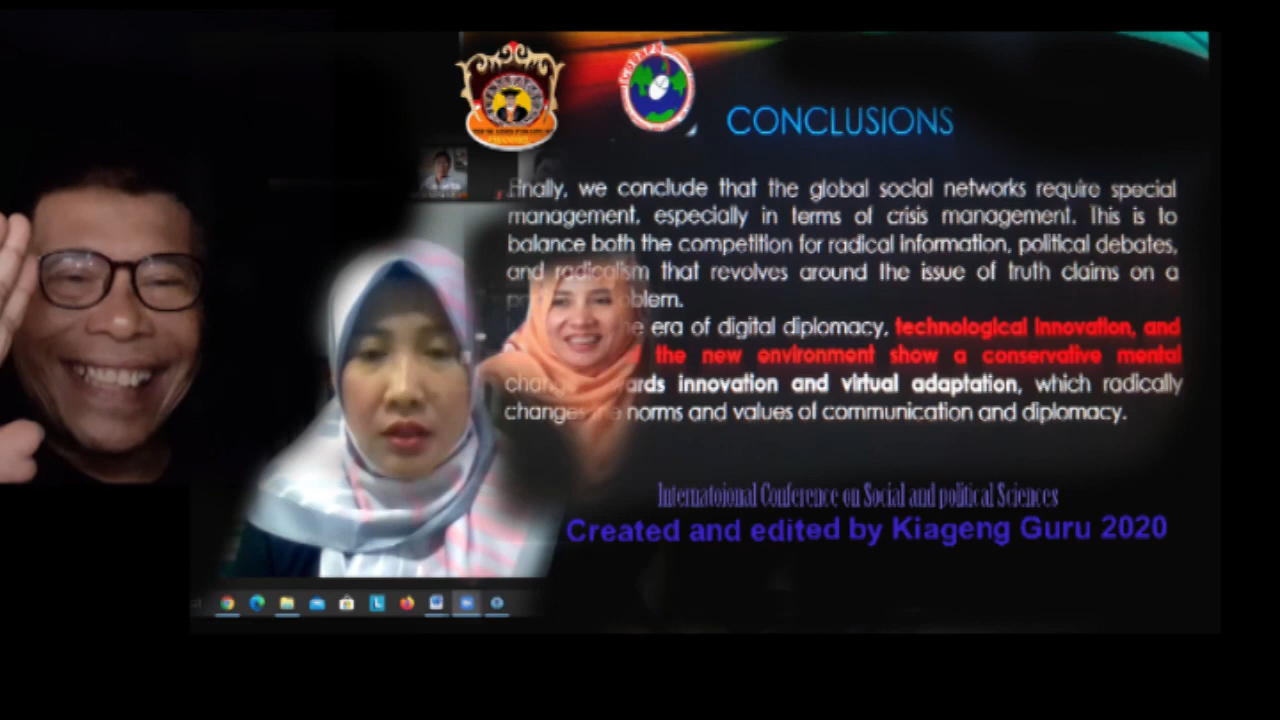 CONCLUSIONS
Finally, we conclude that the global social networks require special
management, especially in terms of crisis management. This is to
balance both the competition for radical information, political debates,
and radicalism that revolves around the issue of truth claims on a
blem.
era of digital diplomacy, technological innovation, and
the new environment show a conservative mental
ards innovation and virtual adaptation, which radically
changes norms and values of communication and diplomacy.
Internatoional Conference on Social and political Sciences
Created and edited by Kiageng Guru 2020